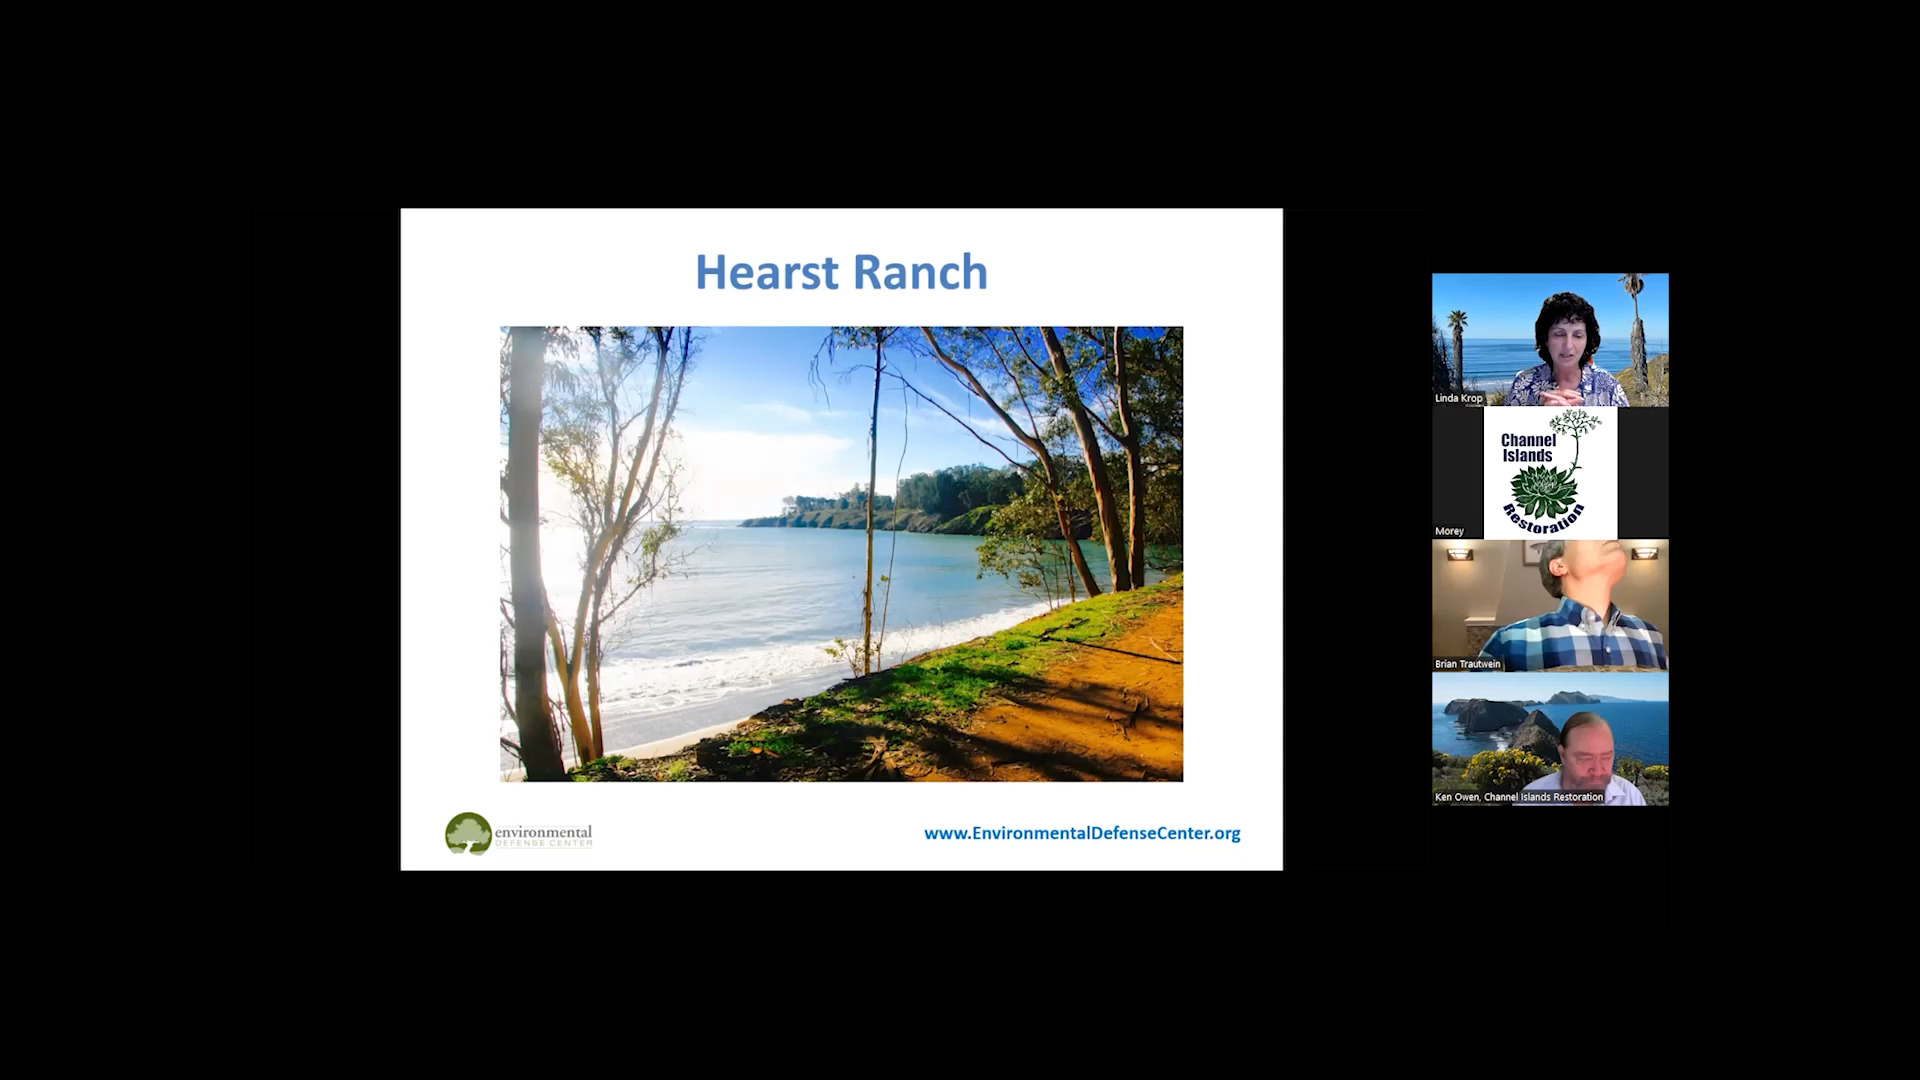 Hearst Ranch
environmental
DEFENSE CENTER
www.EnvironmentalDefenseCenter.org
Linda Krop
Channel
Islands
Restoration
Morey
Brian Trautwein
Ken Owen, Channel Islands Restoration